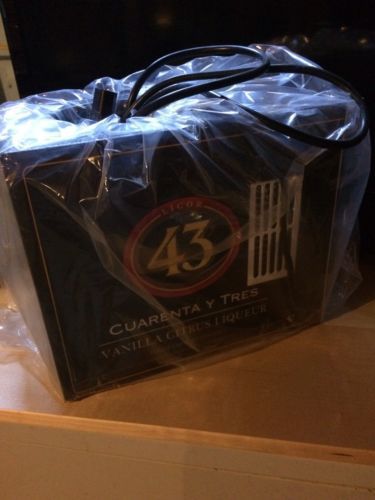 LICOR
43
CUARENTA Y TRES
VANILLA CITRUS LIQUEUR